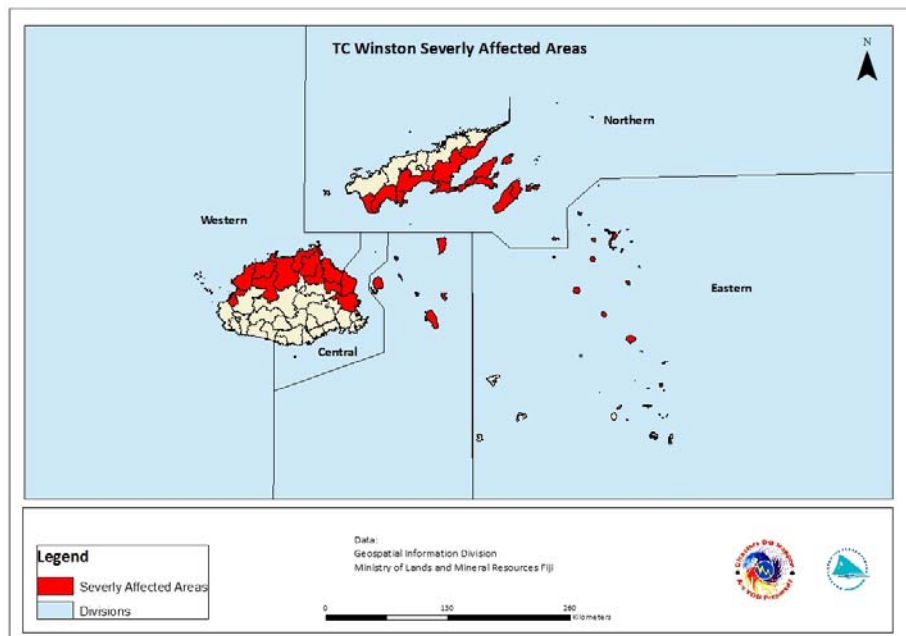 TC Winston Severly Affected Areas
N
Northern
Western
Eastern
Central
Legend
Severly Affected Areas
Divisions
Data:
Geospatial Information Division
Ministry of Lands and Mineral Resources Fiji
0 130 260
Kilometers